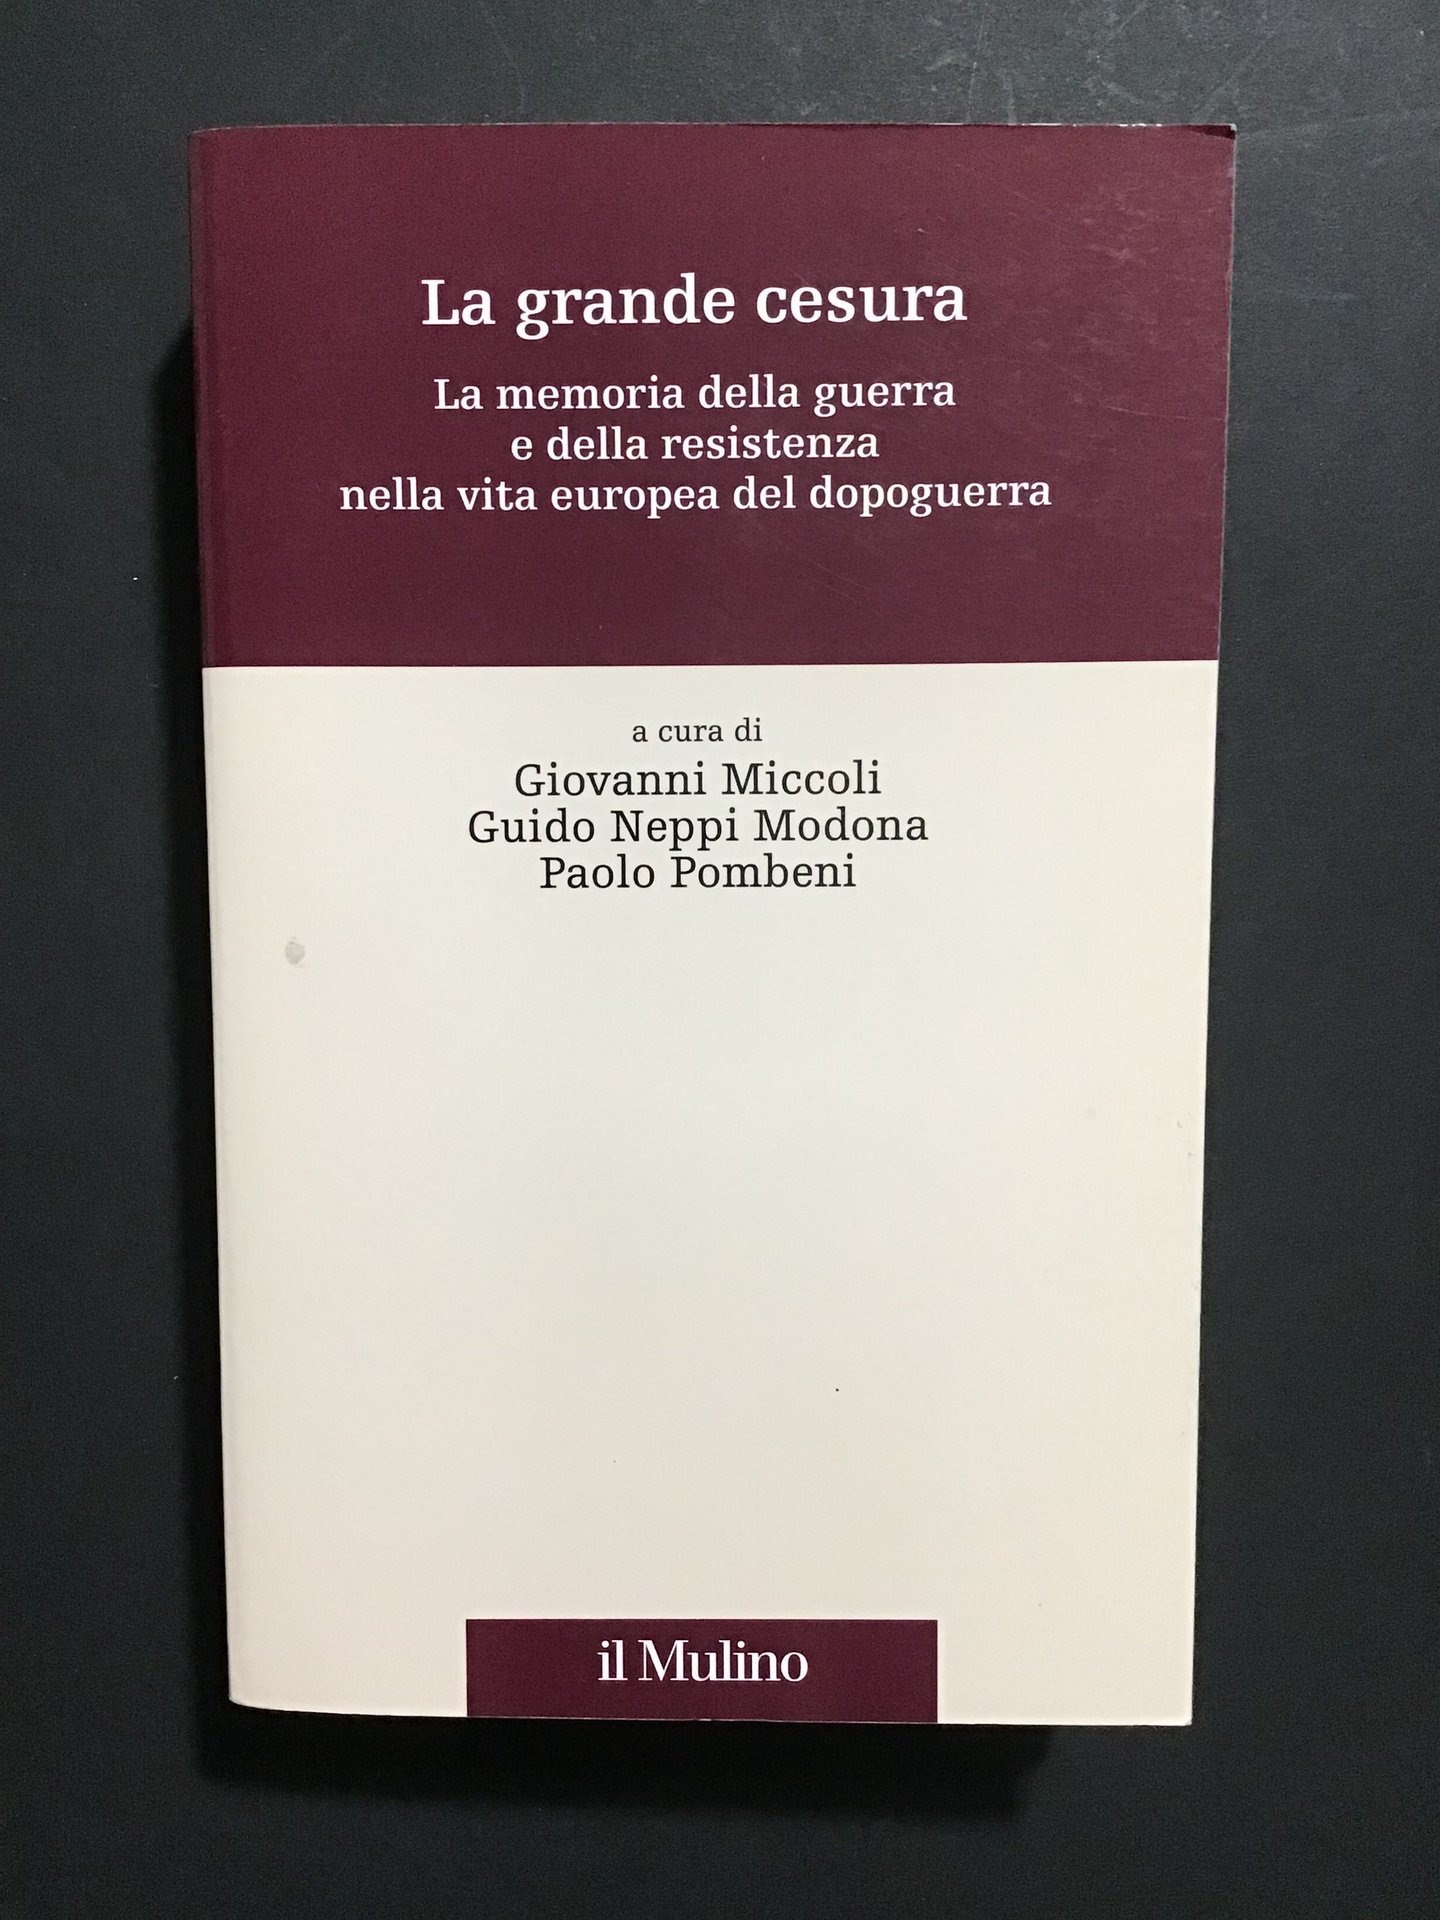 La grande cesura
La memoria della guerra
e della resistenza
nella vita europea del dopoguerra
a cura di
Giovanni Miccoli
Guido Neppi Modona
Paolo Pombeni
il Mulino